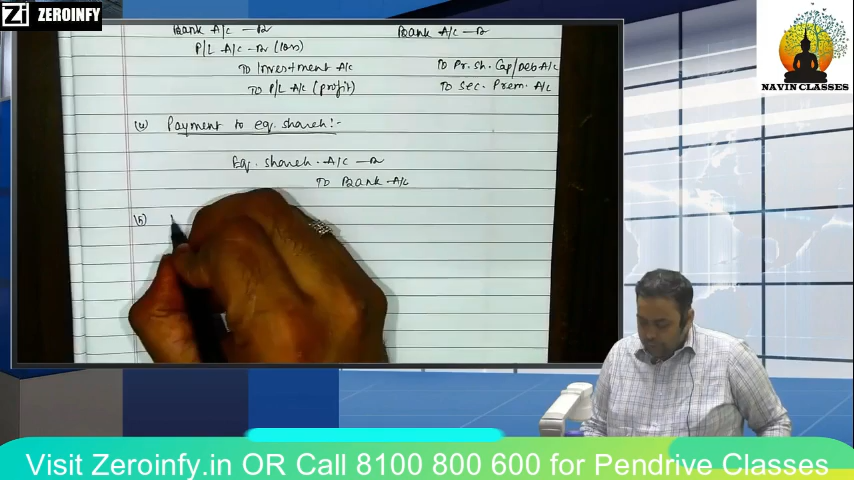 Zi ZEROINFY
Bank A/c — Dr
Bank A/c — Dr
P/L A/c — Dr (loss)
To Investment A/c
To Pr. sh. Cap/Deb A/c
To P/L A/c (profit)
To Sec. Prem. A/c
(4) Payment to eq. shareh:-
Eq. shareh. A/c — Dr
To Bank A/c
(5)
NAVIN CLASSES
Visit Zeroinfy.in OR Call 8100 800 600 for Pendrive Classes